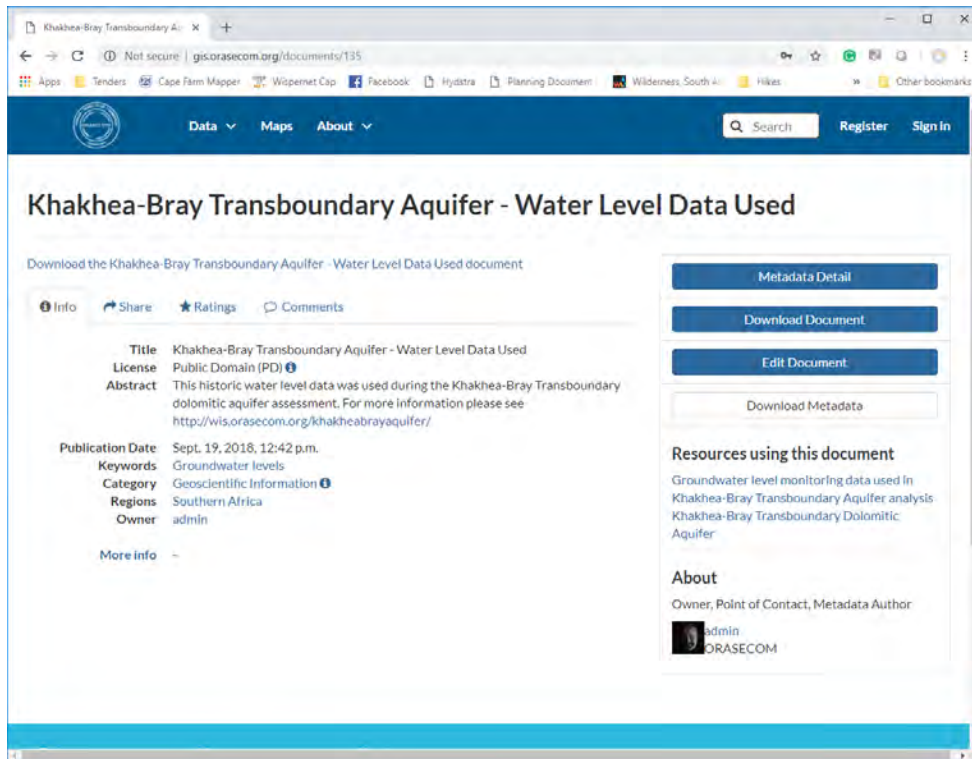 Khakhea-Bray Transboundary A
Not secure | gis.orasecom.org/documents/135
Apps Tenders Cape Farm Mapper Wispernet Cap Facebook Hydstra Planning Document Wilderness South A Hikes » Other bookmarks
Data Maps About Search Register Sign in
Khakhea-Bray Transboundary Aquifer - Water Level Data Used
Download the Khakhea-Bray Transboundary Aquifer - Water Level Data Used document
Info Share Ratings Comments
Title Khakhea-Bray Transboundary Aquifer - Water Level Data Used
License Public Domain (PD)
Abstract This historic water level data was used during the Khakhea-Bray Transboundary
dolomitic aquifer assessment. For more information please see
http://wis.orasecom.org/khakheabrayaquifer/
Publication Date Sept. 19, 2018, 12:42 p.m.
Keywords Groundwater levels
Category Geoscientific Information
Regions Southern Africa
Owner admin
More info -
Metadata Detail
Download Document
Edit Document
Download Metadata
Resources using this document
Groundwater level monitoring data used in
Khakhea-Bray Transboundary Aquifer analysis
Khakhea-Bray Transboundary Dolomitic
Aquifer
About
Owner, Point of Contact, Metadata Author
admin
ORASECOM